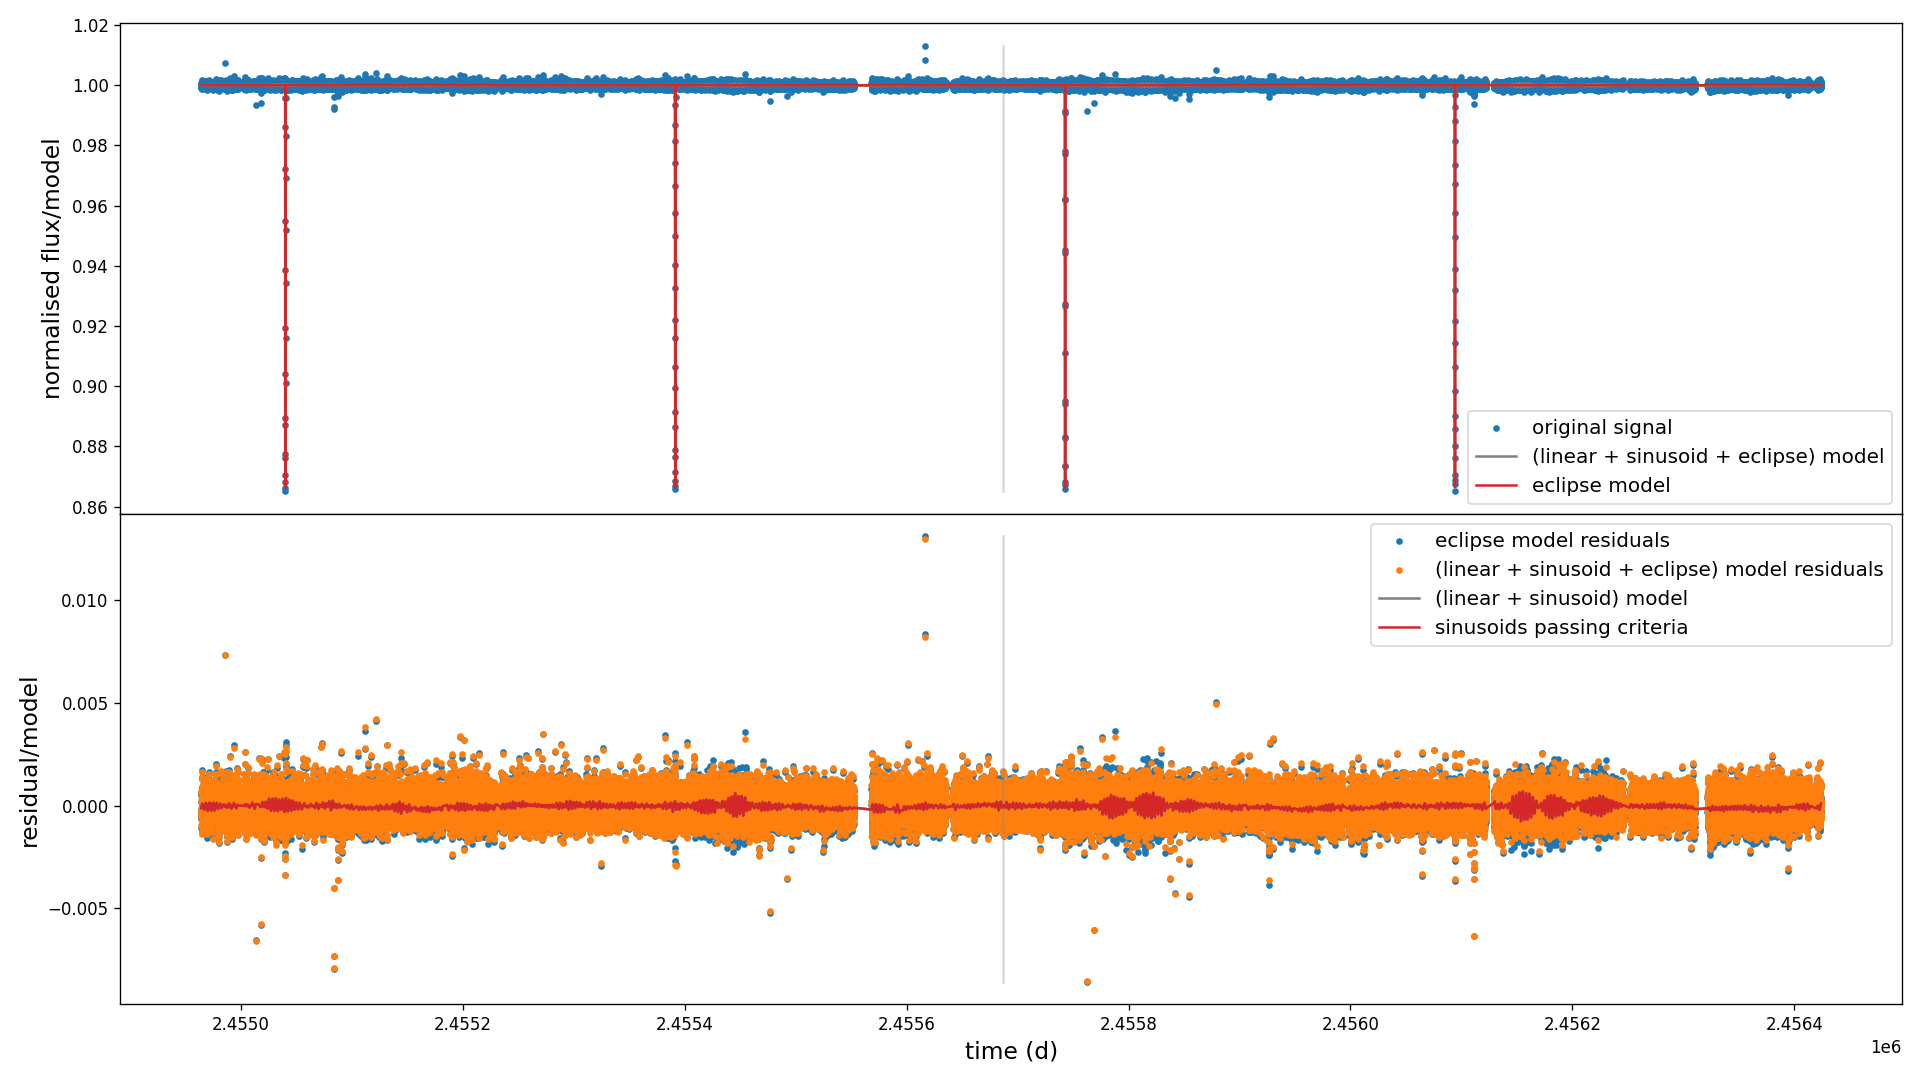 1.02
1.00
0.98
0.96
0.94
0.92
0.90
0.88
0.86
normalised flux/model
original signal
(linear + sinusoid + eclipse) model
eclipse model
0.010
0.005
0.000
−0.005
residual/model
eclipse model residuals
(linear + sinusoid + eclipse) model residuals
(linear + sinusoid) model
sinusoids passing criteria
2.4550 2.4552 2.4554 2.4556 2.4558 2.4560 2.4562 2.4564
1e6
time (d)